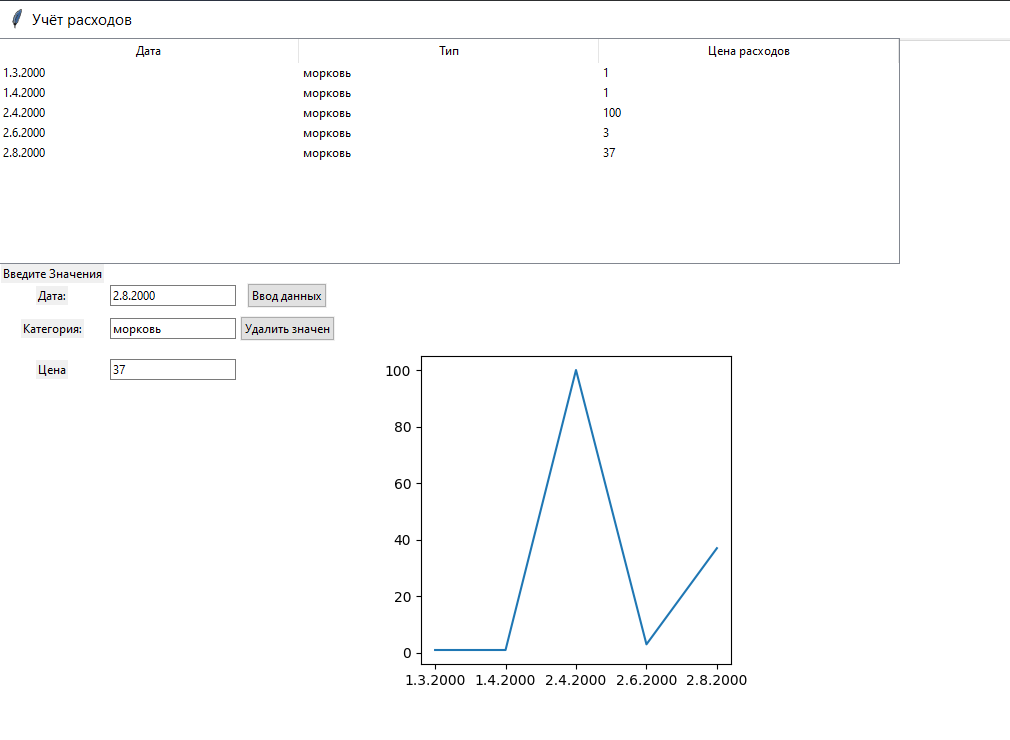 Учёт расходов
Дата Тип Цена расходов
1.3.2000 морковь 1
1.4.2000 морковь 1
2.4.2000 морковь 100
2.6.2000 морковь 3
2.8.2000 морковь 37
Введите Значения
Дата: 2.8.2000 Ввод данных
Категория: морковь Удалить значен
Цена 37
100
80
60
40
20
0
1.3.2000 1.4.2000 2.4.2000 2.6.2000 2.8.2000